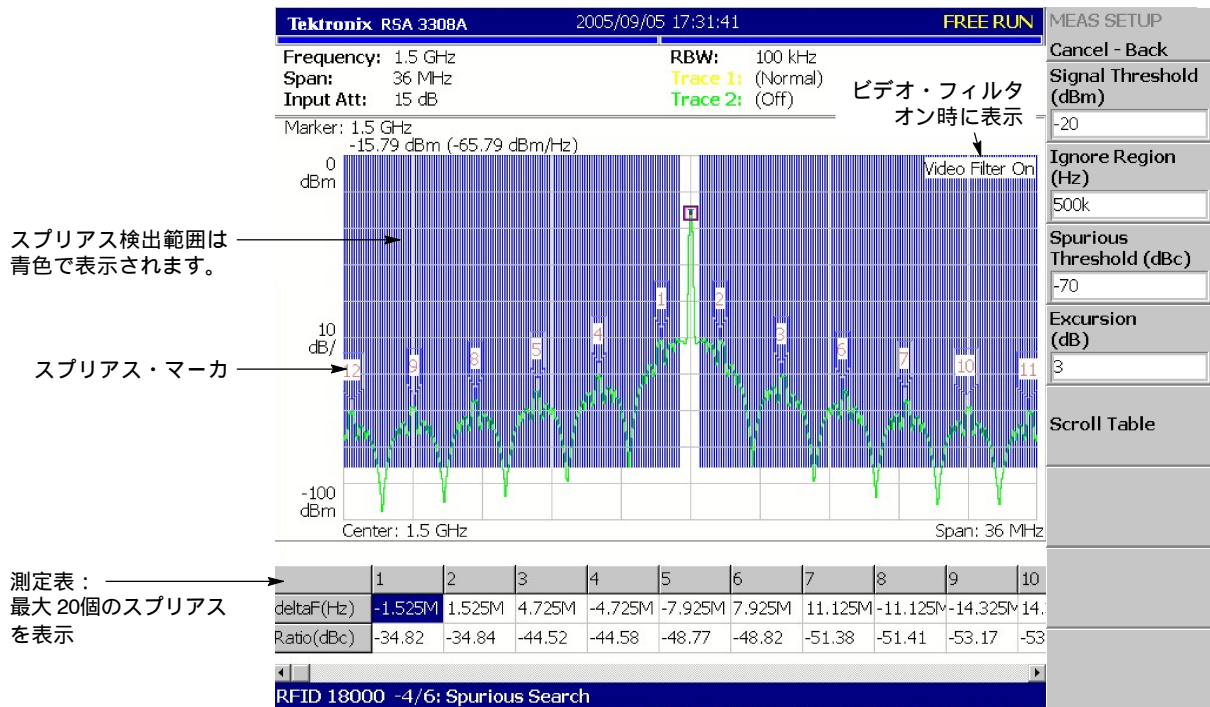 Tektronix RSA 3308A 2005/09/05 17:31:41 FREE RUN
Frequency: 1.5 GHz
Span: 36 MHz
Input Att: 15 dB
RBW: 100 kHz
Trace 1: (Normal)
Trace 2: (Off)
ビデオ・フィルタ
オン時に表示
Marker: 1.5 GHz
-15.79 dBm (-65.79 dBm/Hz)
0
dBm
Video Filter On
スプリアス検出範囲は
青色で表示されます。
10
dB/
スプリアス・マーカ
12 9 8 5 4 1 2 3 6 7 10 11
-100
dBm
Center: 1.5 GHz Span: 36 MHz
測定表：
最大 20個のスプリアス
を表示
1 2 3 4 5 6 7 8 9 10
deltaF(Hz) -1.525M 1.525M 4.725M -4.725M -7.925M 7.925M 11.125M -11.125M -14.325M 14.
Ratio(dBc) -34.82 -34.84 -44.52 -44.58 -48.77 -48.82 -51.38 -51.41 -53.17 -53
RFID 18000 -4/6: Spurious Search
MEAS SETUP
Cancel - Back
Signal Threshold
(dBm)
-20
Ignore Region
(Hz)
500k
Spurious
Threshold (dBc)
-70
Excursion
(dB)
3
Scroll Table